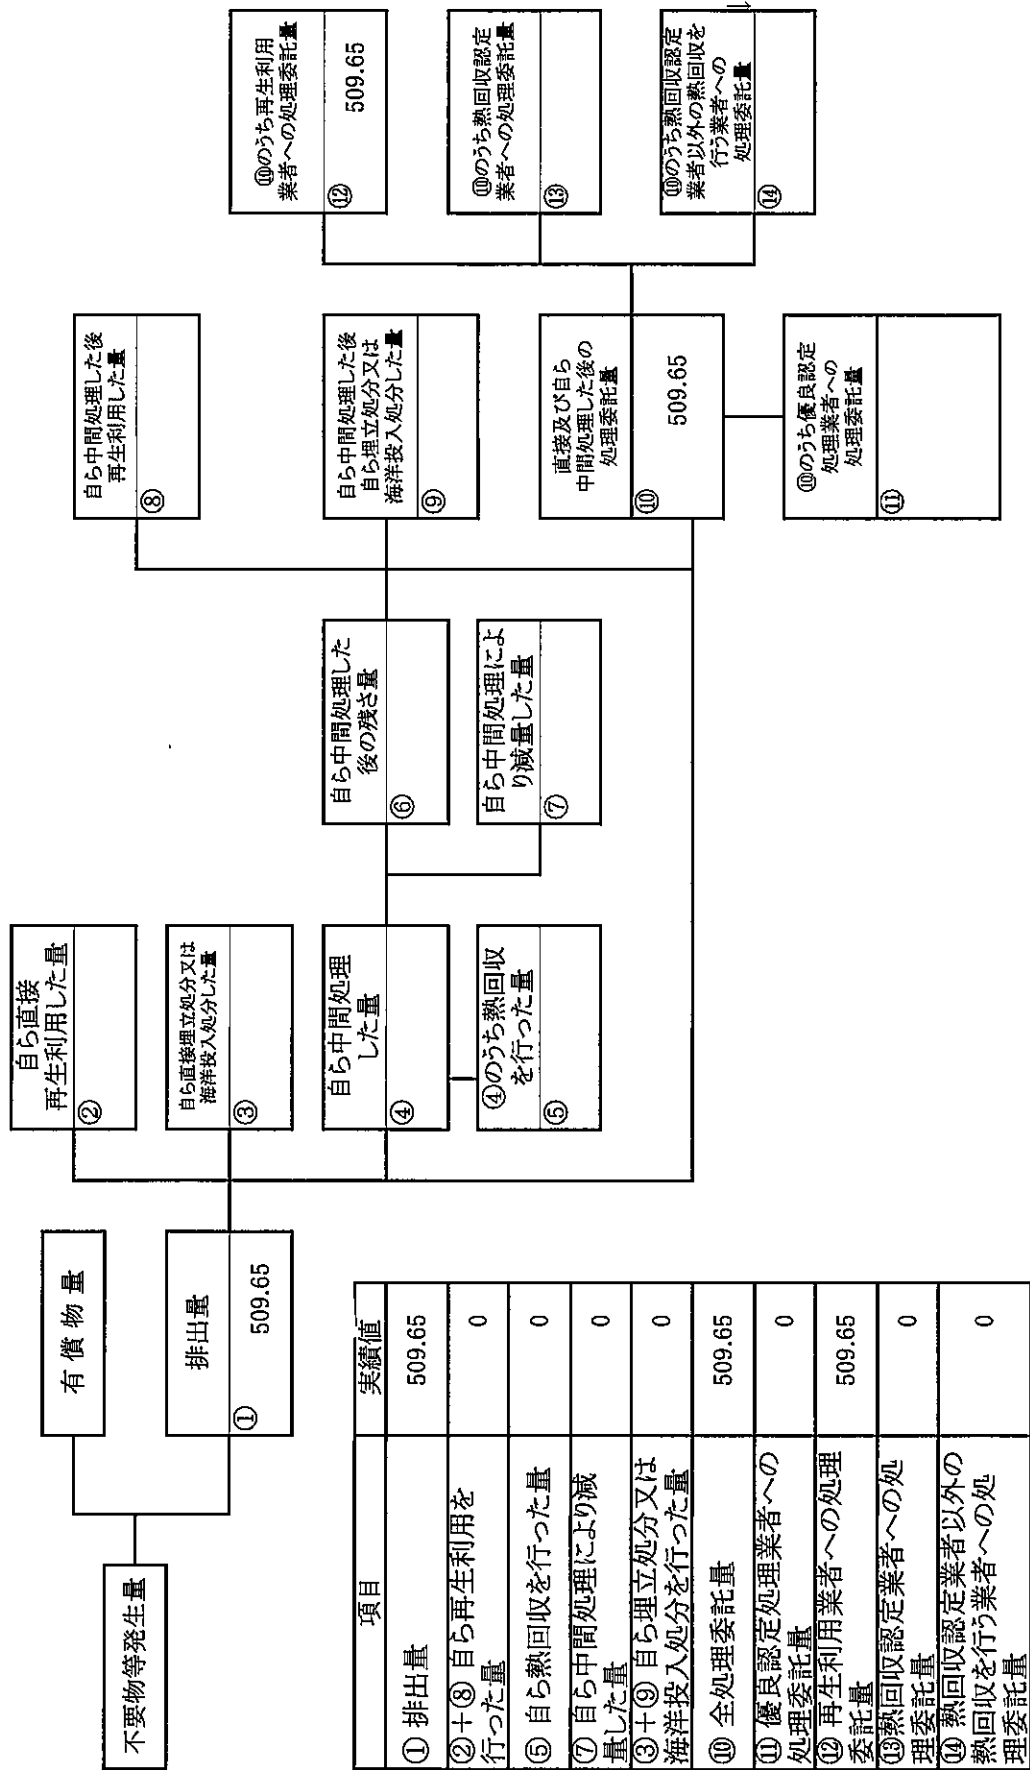 不要物等発生量
有償物量
排出量
①
509.65
自ら直接
再生利用した量
②
自ら直接埋立処分又は
海洋投入処分した量
③
自ら中間処理
した量
④
④のうち熱回収
を行った量
⑤
自ら中間処理した
後の残さ量
⑥
自ら中間処理によ
り減量した量
⑦
自ら中間処理した後
再生利用した量
⑧
自ら中間処理した後
自ら埋立処分又は
海洋投入処分した量
⑨
直接及び自ら
中間処理した後の
処理委託量
⑩
509.65
⑩のうち優良認定
処理業者への
処理委託量
⑪
⑩のうち再生利用
業者への処理委託量
⑫
509.65
⑩のうち熱回収認定
業者への処理委託量
⑬
⑩のうち熱回収認定
業者以外の熱回収を
行う業者への
処理委託量
⑭
項目 実績値
① 排出量 509.65
②+⑧ 自ら再生利用を
行った量 0
⑤ 自ら熱回収を行った量 0
⑦ 自ら中間処理により減
量した量 0
③+⑨ 自ら埋立処分又は
海洋投入処分を行った量 0
⑩ 全処理委託量 509.65
⑪ 優良認定処理業者への
処理委託量 0
⑫ 再生利用業者への処理
委託量 509.65
⑬熱回収認定業者への処
理委託量 0
⑭ 熱回収認定業者以外の
熱回収を行う業者への処
理委託量 0